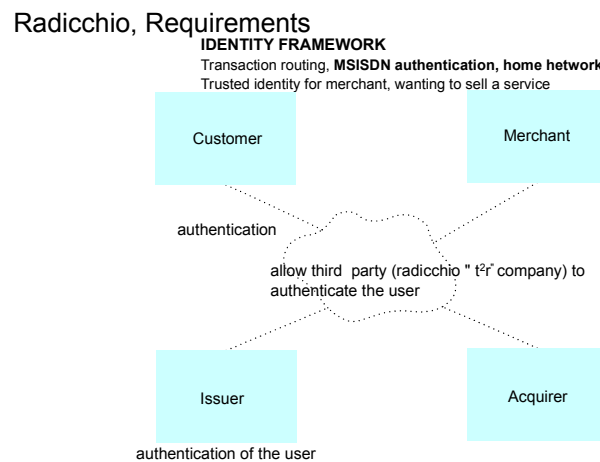 Radicchio, Requirements
IDENTITY FRAMEWORK
Transaction routing, MSISDN authentication, home hetwork
Trusted identity for merchant, wanting to sell a service
Customer
Merchant
authentication
allow third party (radicchio " t²r" company) to
authenticate the user
Issuer
Acquirer
authentication of the user